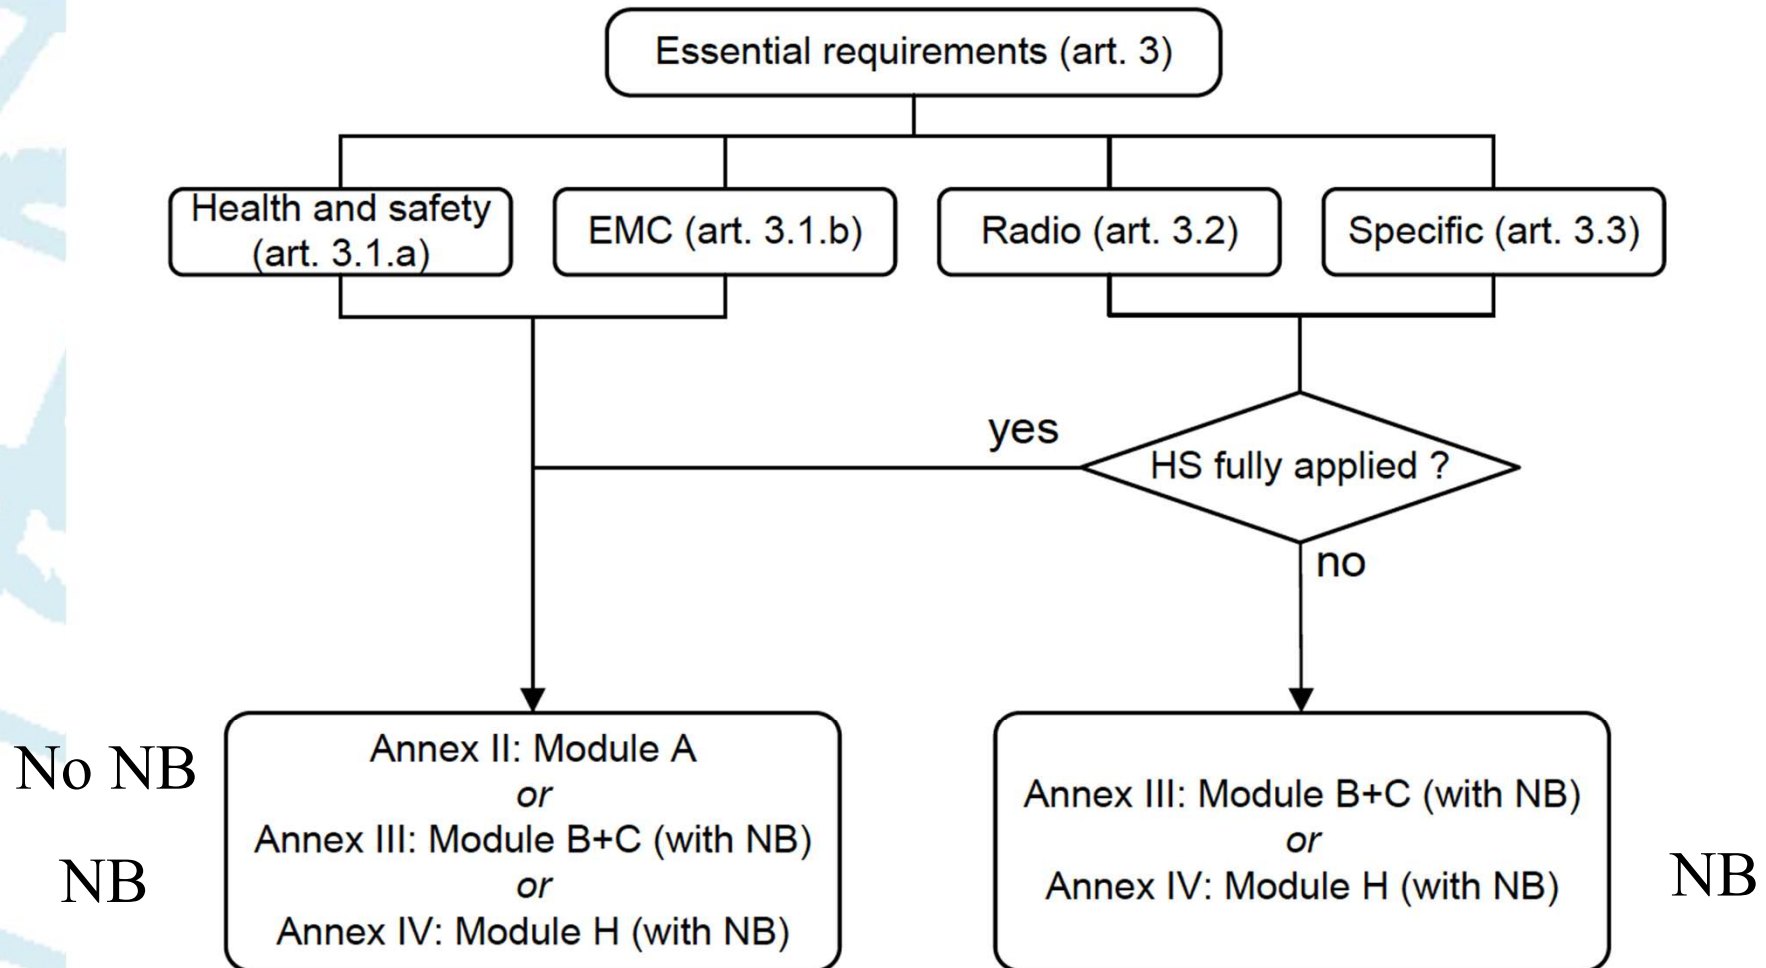 Essential requirements (art. 3)
Health and safety
(art. 3.1.a)
EMC (art. 3.1.b)
Radio (art. 3.2)
Specific (art. 3.3)
yes
HS fully applied ?
no
No NB
NB
Annex II: Module A
or
Annex III: Module B+C (with NB)
or
Annex IV: Module H (with NB)
Annex III: Module B+C (with NB)
or
Annex IV: Module H (with NB)
NB